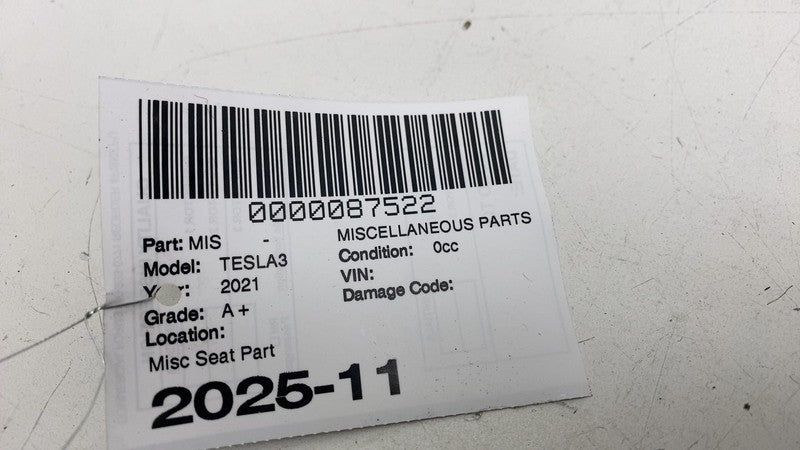 0000087522
Part: MIS - MISCELLANEOUS PARTS
Model: TESLA3 Condition: 0cc
Year: 2021 VIN:
Grade: A + Damage Code:
Location:
Misc Seat Part
2025-11